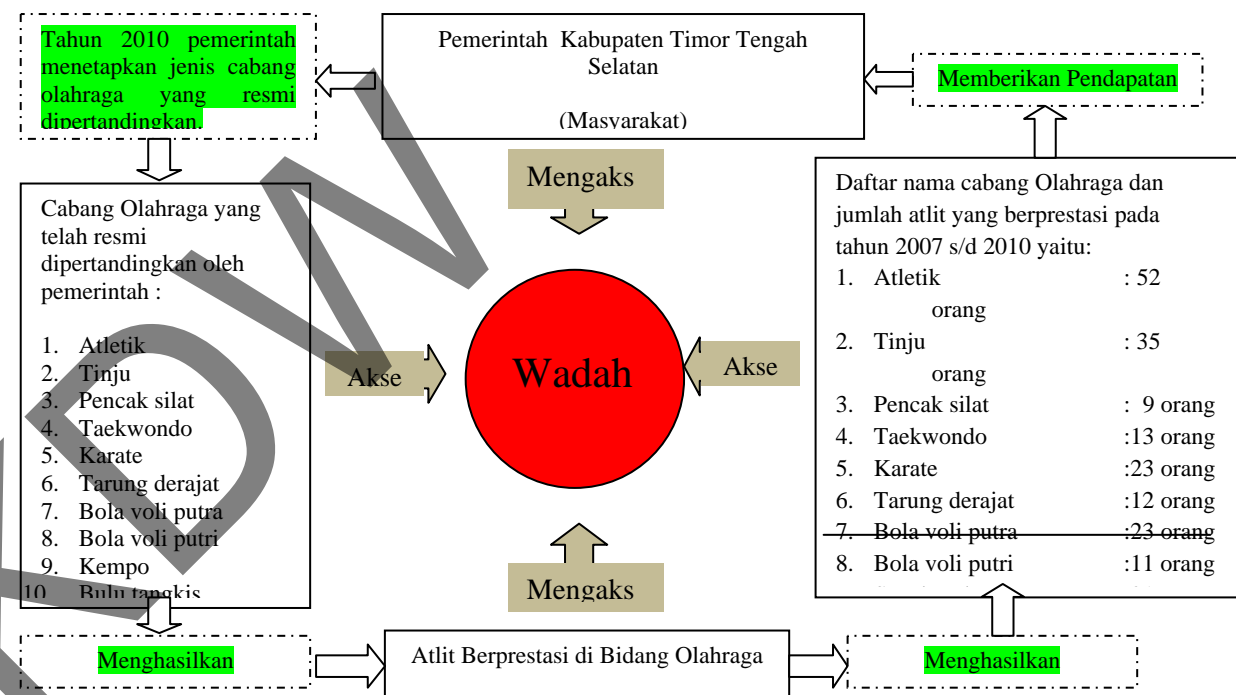 Tahun 2010 pemerintah
menetapkan jenis cabang
olahraga yang resmi
dipertandingkan.
Pemerintah Kabupaten Timor Tengah
Selatan
(Masyarakat)
Memberikan Pendapatan
Cabang Olahraga yang
telah resmi
dipertandingkan oleh
pemerintah :
1. Atletik
2. Tinju
3. Pencak silat
4. Taekwondo
5. Karate
6. Tarung derajat
7. Bola voli putra
8. Bola voli putri
9. Kempo
10. Bulu tangkis
Mengaks
Akse
Wadah
Akse
Mengaks
Daftar nama cabang Olahraga dan
jumlah atlit yang berprestasi pada
tahun 2007 s/d 2010 yaitu:
1. Atletik : 52
orang
2. Tinju : 35
orang
3. Pencak silat : 9 orang
4. Taekwondo :13 orang
5. Karate :23 orang
6. Tarung derajat :12 orang
7. Bola voli putra :23 orang
8. Bola voli putri :11 orang
Menghasilkan
Atlit Berprestasi di Bidang Olahraga
Menghasilkan
DW